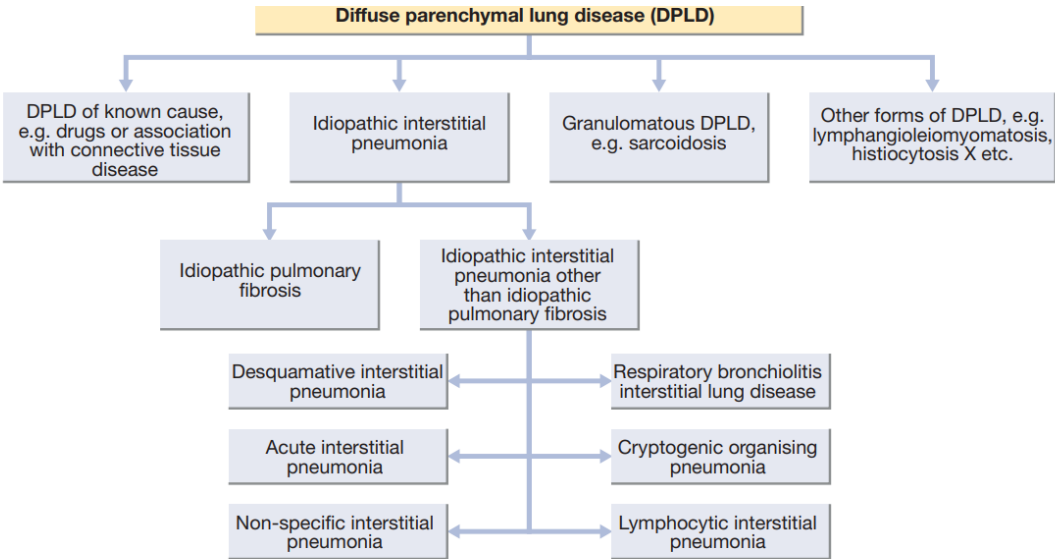 Diffuse parenchymal lung disease (DPLD)
DPLD of known cause,
e.g. drugs or association
with connective tissue
disease
Idiopathic interstitial
pneumonia
Granulomatous DPLD,
e.g. sarcoidosis
Other forms of DPLD, e.g.
lymphangioleiomyomatosis,
histiocytosis X etc.
Idiopathic pulmonary
fibrosis
Idiopathic interstitial
pneumonia other
than idiopathic
pulmonary fibrosis
Desquamative interstitial
pneumonia
Respiratory bronchiolitis
interstitial lung disease
Acute interstitial
pneumonia
Cryptogenic organising
pneumonia
Non-specific interstitial
pneumonia
Lymphocytic interstitial
pneumonia